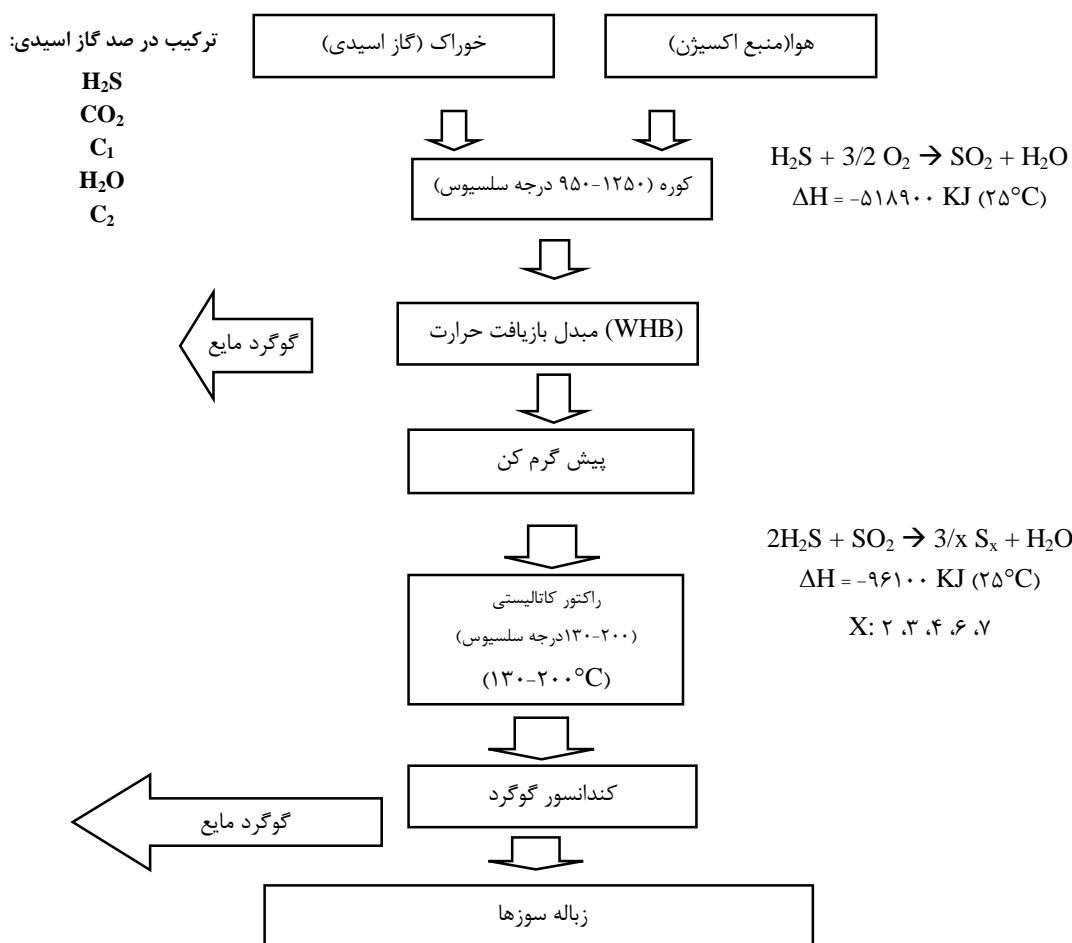 ترکیب در صد گاز اسیدی:
H₂S
CO₂
C₁
H₂O
C₂
خوراک (گاز اسیدی)
هوا(منبع اکسیژن)
کوره (۱۲۵۰-۹۵۰ درجه سلسیوس)
H₂S + 3/2 O₂ → SO₂ + H₂O
ΔH = -۵۱۸۹۰۰ KJ (۲۵°C)
مبدل بازیافت حرارت (WHB)
گوگرد مایع
پیش گرم کن
2H₂S + SO₂ → 3/x Sₓ + H₂O
ΔH = -۹۶۱۰۰ KJ (۲۵°C)
X: ۲ ،۳ ،۴ ،۶ ،۷
راکتور کاتالیستی
(۲۰۰-۱۳۰درجه سلسیوس)
(۱۳۰-۲۰۰°C)
کندانسور گوگرد
گوگرد مایع
زباله سوزها